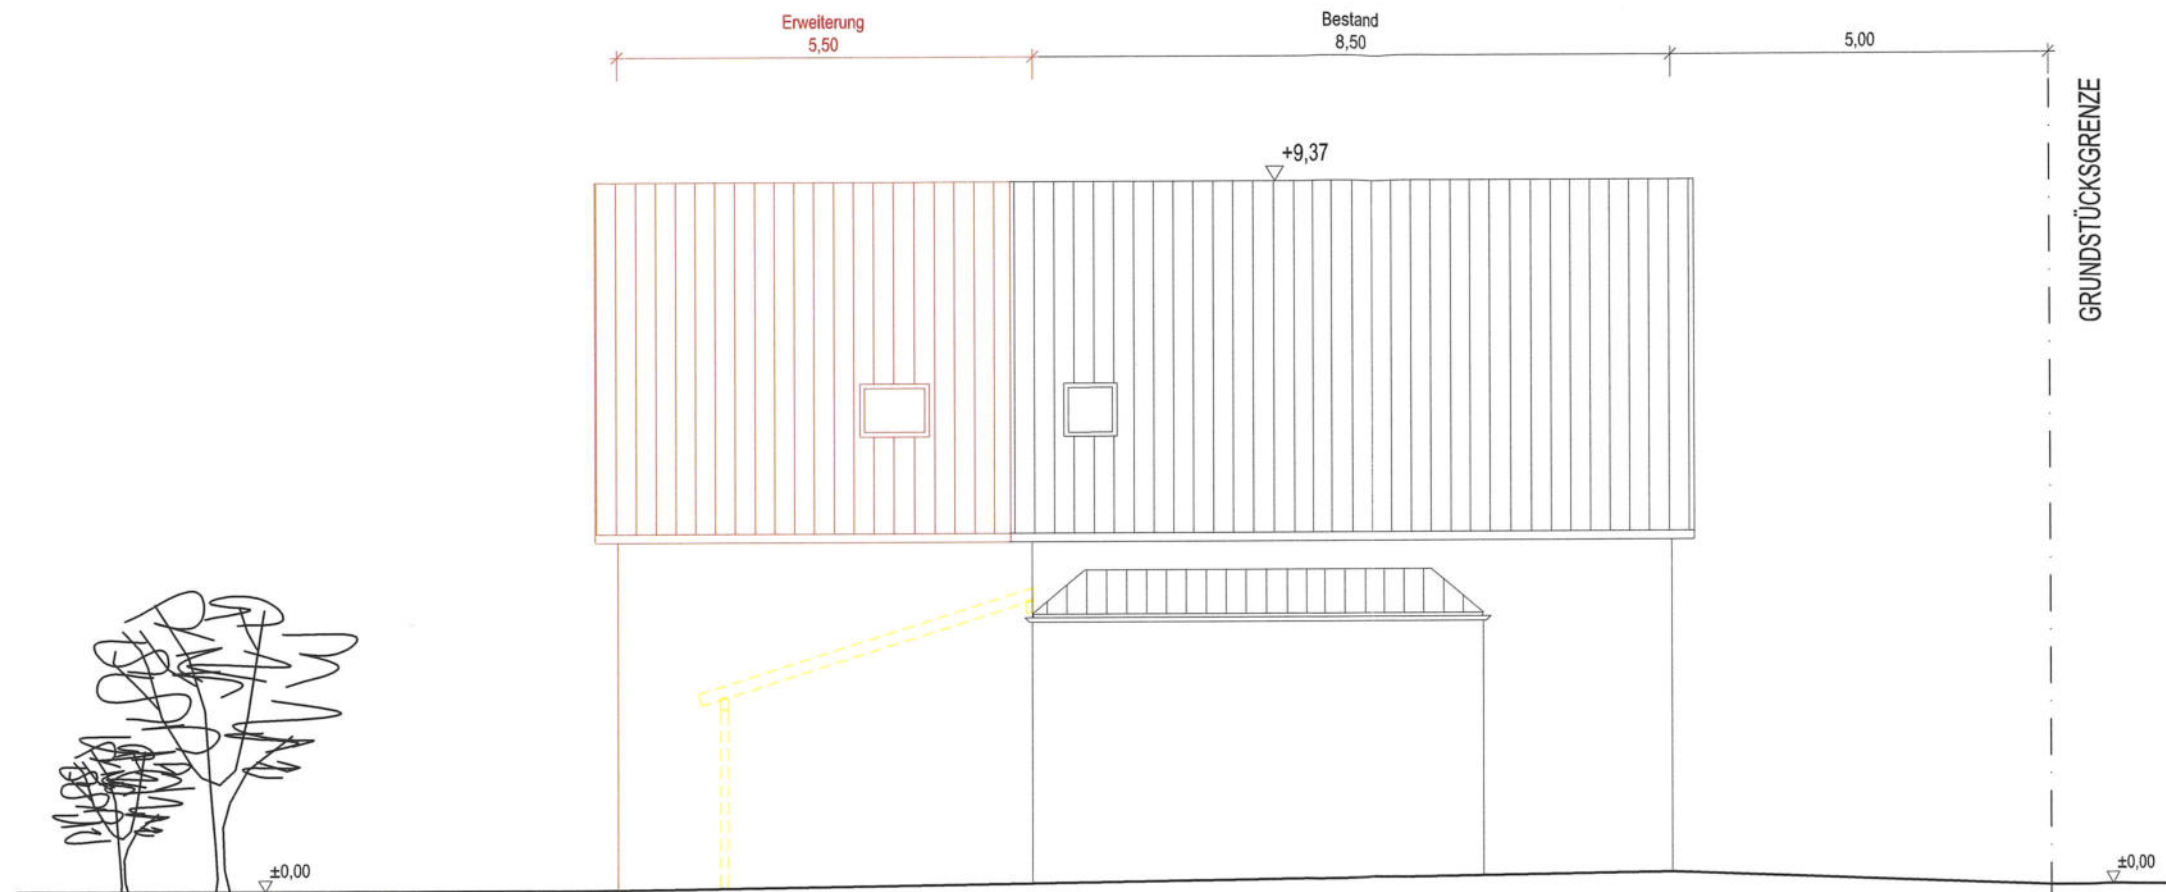 Erweiterung
5,50
Bestand
8,50
5,00
+9,37
GRUNDSTÜCKSGRENZE
±0,00
±0,00